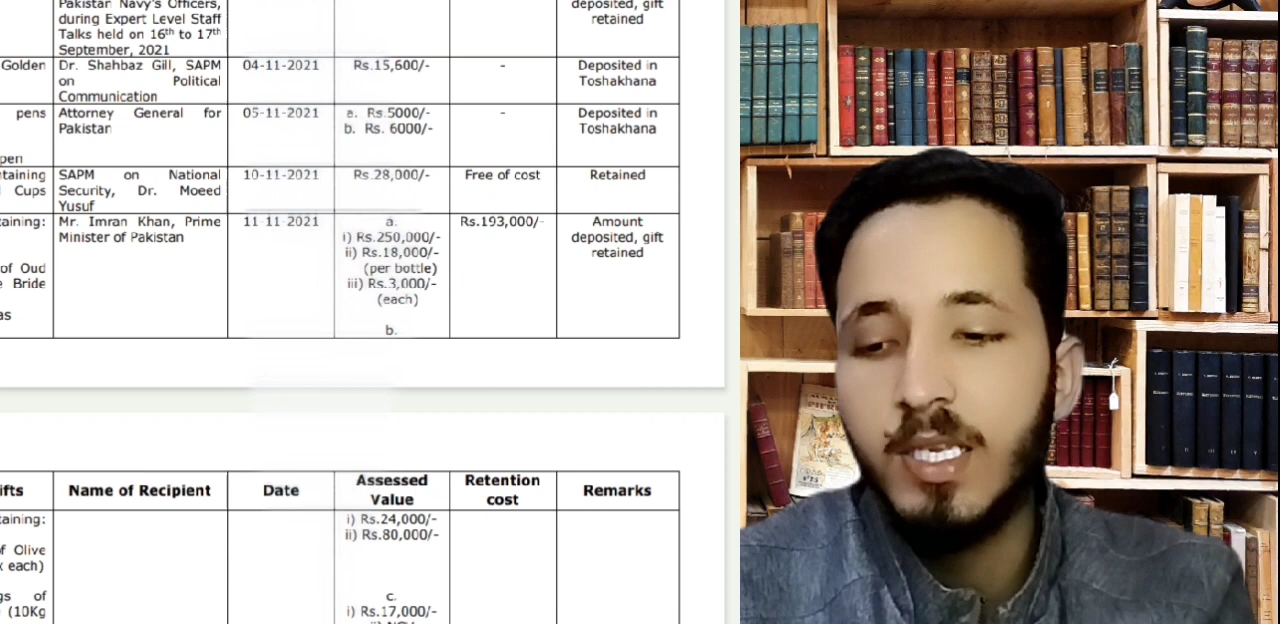 Pakistan Navy's Officers,
during Expert Level Staff
Talks held on 16th to 17th
September, 2021
deposited, gift
retained
Golden
Dr. Shahbaz Gill, SAPM
on Political
Communication
04-11-2021
Rs.15,600/-
-
Deposited in
Toshakhana
pens
pen
Attorney General for
Pakistan
05-11-2021
a. Rs.5000/-
b. Rs. 6000/-
-
Deposited in
Toshakhana
taining
Cups
SAPM on National
Security, Dr. Moeed
Yusuf
10-11-2021
Rs.28,000/-
Free of cost
Retained
taining:
of Oud
Bride
as
Mr. Imran Khan, Prime
Minister of Pakistan
11-11-2021
a.
i) Rs.250,000/-
ii) Rs.18,000/-
(per bottle)
iii) Rs.3,000/-
(each)
b.
Rs.193,000/-
Amount
deposited, gift
retained
ifts
Name of Recipient
Date
Assessed
Value
Retention
cost
Remarks
taining:
of Olive
x each)
gs of
(10Kg
i) Rs.24,000/-
ii) Rs.80,000/-
c.
i) Rs.17,000/-